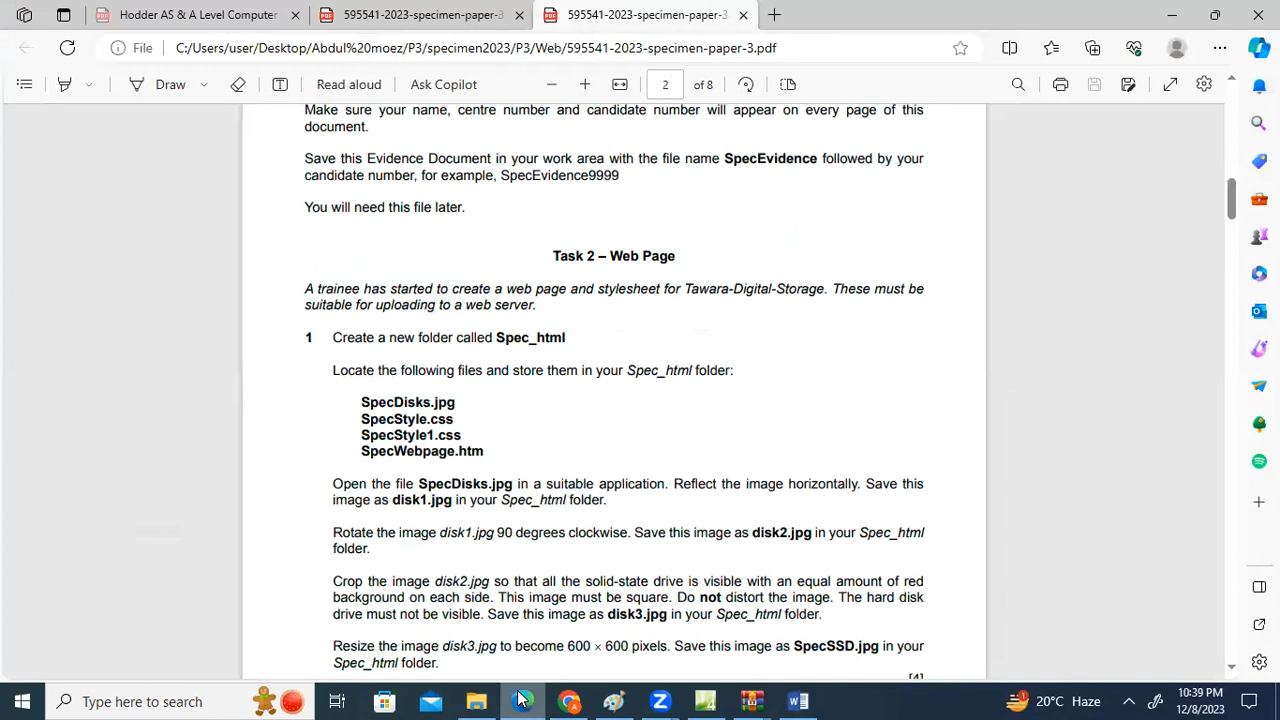 Hodder AS & A Level Computer
595541-2023-specimen-paper-3
595541-2023-specimen-paper-3.
File
C:/Users/user/Desktop/Abdul%20moez/P3/specimen2023/P3/Web/595541-2023-specimen-paper-3.pdf
Draw
Read aloud
Ask Copilot
2
of 8
Make sure your name, centre number and candidate number will appear on every page of this
document.
Save this Evidence Document in your work area with the file name SpecEvidence followed by your
candidate number, for example, SpecEvidence9999
You will need this file later.
Task 2 – Web Page
A trainee has started to create a web page and stylesheet for Tawara-Digital-Storage. These must be
suitable for uploading to a web server.
1 Create a new folder called Spec_html
Locate the following files and store them in your Spec_html folder:
SpecDisks.jpg
SpecStyle.css
SpecStyle1.css
SpecWebpage.htm
Open the file SpecDisks.jpg in a suitable application. Reflect the image horizontally. Save this
image as disk1.jpg in your Spec_html folder.
Rotate the image disk1.jpg 90 degrees clockwise. Save this image as disk2.jpg in your Spec_html
folder.
Crop the image disk2.jpg so that all the solid-state drive is visible with an equal amount of red
background on each side. This image must be square. Do not distort the image. The hard disk
drive must not be visible. Save this image as disk3.jpg in your Spec_html folder.
Resize the image disk3.jpg to become 600 × 600 pixels. Save this image as SpecSSD.jpg in your
Spec_html folder.
[4]
Type here to search
1
20°C Haze
10:39 PM
12/8/2023